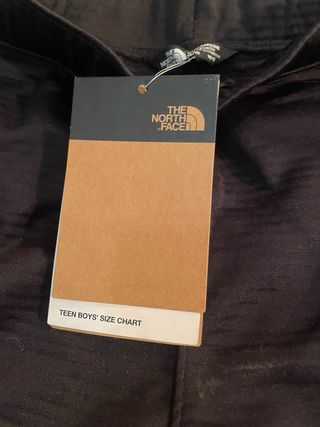 THE
NORTH
FACE
TEEN BOYS' SIZE CHART